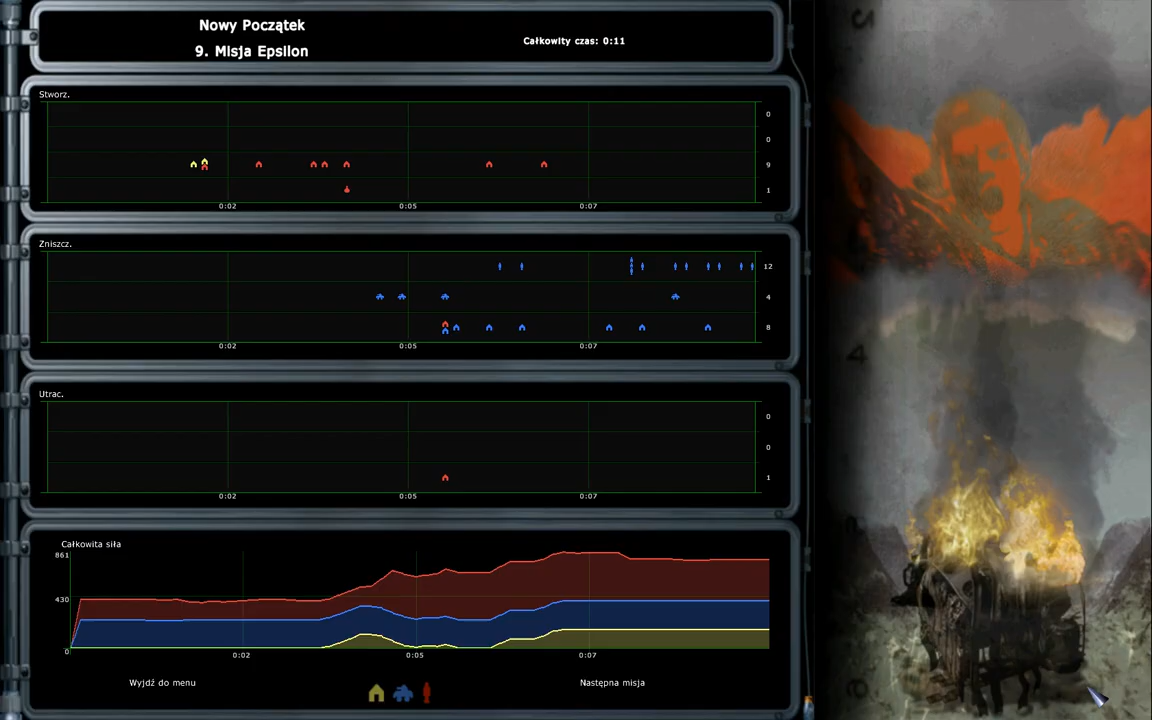 Nowy Początek
9. Misja Epsilon
Całkowity czas: 0:11
Stworz.
0
0
9
1
0:02 0:05 0:07
Zniszcz.
12
4
8
0:02 0:05 0:07
Utrac.
0
0
1
0:02 0:05 0:07
Całkowita siła
861
430
0
0:02 0:05 0:07
Wyjdź do menu
Następna misja